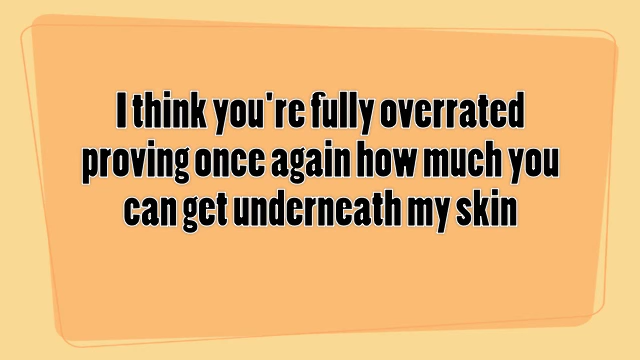 I think you're fully overrated
proving once again how much you
can get underneath my skin